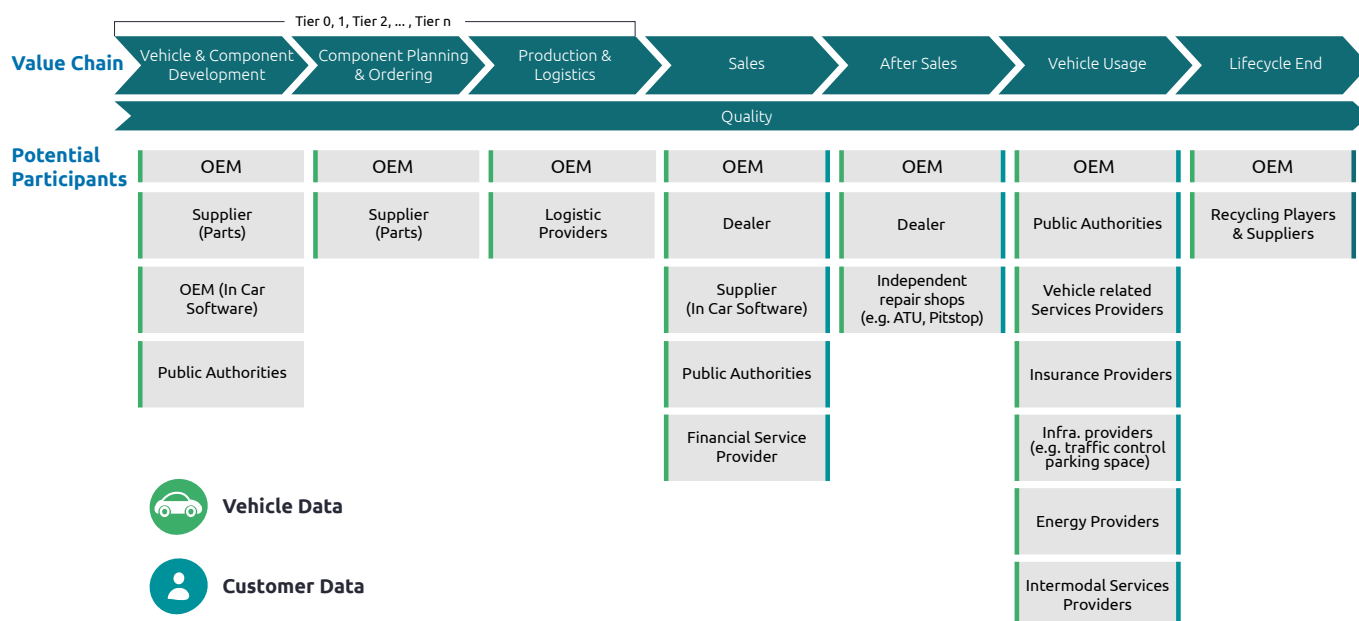 Tier 0, 1, Tier 2, ... , Tier n
Value Chain
Vehicle & Component
Development
Component Planning
& Ordering
Production &
Logistics
Sales
After Sales
Vehicle Usage
Lifecycle End
Quality
Potential
Participants
OEM
OEM
OEM
OEM
OEM
OEM
OEM
Supplier
(Parts)
Supplier
(Parts)
Logistic
Providers
Dealer
Dealer
Public Authorities
Recycling Players
& Suppliers
OEM (In Car
Software)
Supplier
(In Car Software)
Independent
repair shops
(e.g. ATU, Pitstop)
Vehicle related
Services Providers
Public Authorities
Public Authorities
Insurance Providers
Financial Service
Provider
Infra. providers
(e.g. traffic control
parking space)
Vehicle Data
Energy Providers
Customer Data
Intermodal Services
Providers